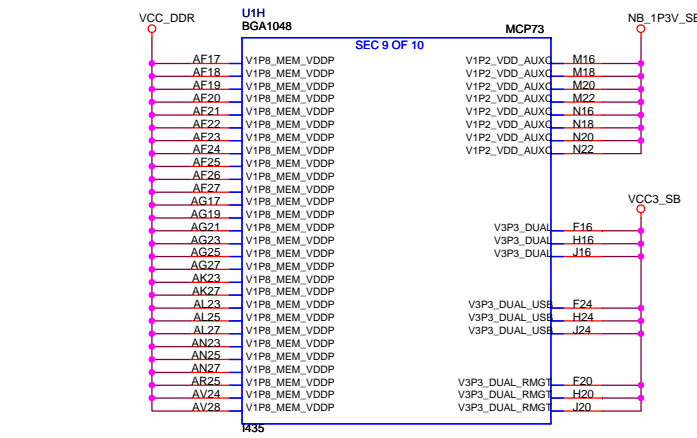 VCC_DDR
U1H
BGA1048
MCP73
NB_1P3V_SB
SEC 9 OF 10
AF17 V1P8_MEM_VDDP V1P2_VDD_AUXC M16
AF18 V1P8_MEM_VDDP V1P2_VDD_AUXC M18
AF19 V1P8_MEM_VDDP V1P2_VDD_AUXC M20
AF20 V1P8_MEM_VDDP V1P2_VDD_AUXC M22
AF21 V1P8_MEM_VDDP V1P2_VDD_AUXC N16
AF22 V1P8_MEM_VDDP V1P2_VDD_AUXC N18
AF23 V1P8_MEM_VDDP V1P2_VDD_AUXC N20
AF24 V1P8_MEM_VDDP V1P2_VDD_AUXC N22
AF25 V1P8_MEM_VDDP
AF26 V1P8_MEM_VDDP
AF27 V1P8_MEM_VDDP
AG17 V1P8_MEM_VDDP
VCC3_SB
AG19 V1P8_MEM_VDDP
AG21 V1P8_MEM_VDDP V3P3_DUAL F16
AG23 V1P8_MEM_VDDP V3P3_DUAL H16
AG25 V1P8_MEM_VDDP V3P3_DUAL J16
AG27 V1P8_MEM_VDDP
AK23 V1P8_MEM_VDDP
AK27 V1P8_MEM_VDDP
AL23 V1P8_MEM_VDDP V3P3_DUAL_USB F24
AL25 V1P8_MEM_VDDP V3P3_DUAL_USB H24
AL27 V1P8_MEM_VDDP V3P3_DUAL_USB J24
AN23 V1P8_MEM_VDDP
AN25 V1P8_MEM_VDDP
AN27 V1P8_MEM_VDDP
AR25 V1P8_MEM_VDDP V3P3_DUAL_RMGT F20
AV24 V1P8_MEM_VDDP V3P3_DUAL_RMGT H20
AV28 V1P8_MEM_VDDP V3P3_DUAL_RMGT J20
I435